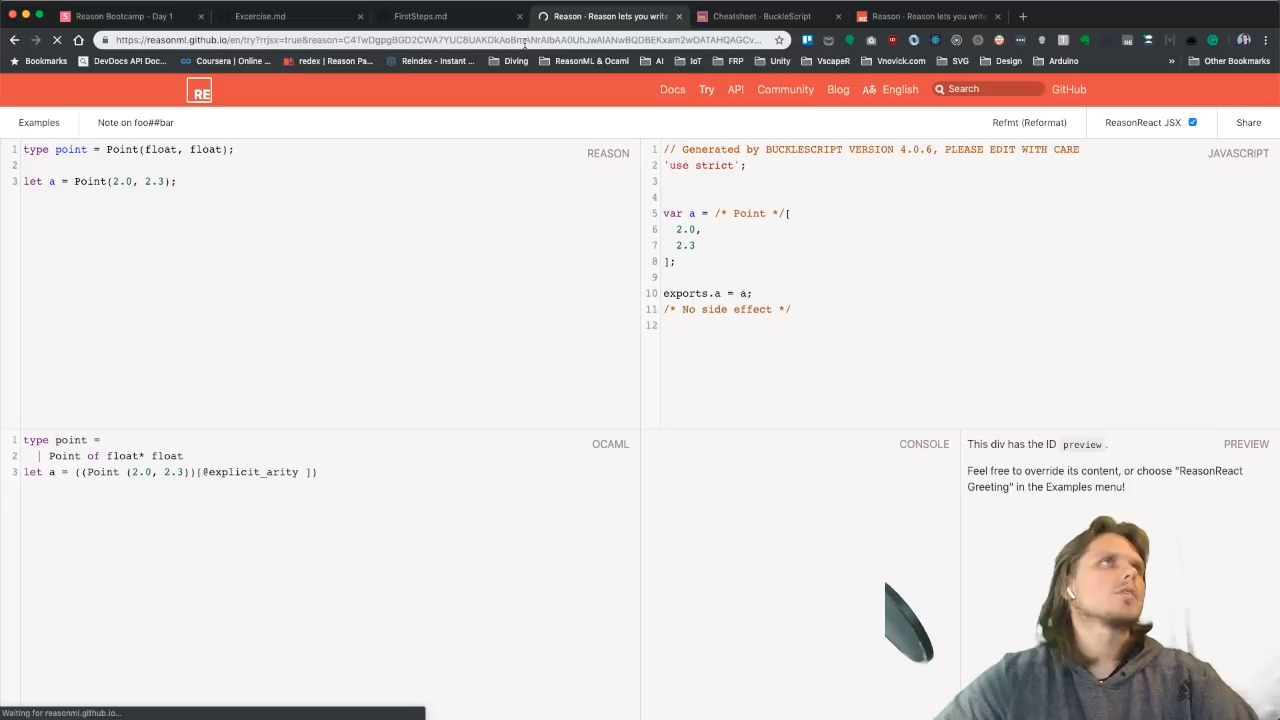 Reason Bootcamp - Day 1
Excercise.md
FirstSteps.md
Reason · Reason lets you write
Cheatsheet · BuckleScript
Reason · Reason lets you write
Bookmarks
DevDocs API Doc...
Coursera | Online ...
redex | Reason Pa...
Reindex - Instant ...
Diving
ReasonML & Ocaml
AI
IoT
FRP
Unity
VscapeR
Vnovick.com
SVG
Design
Arduino
»
Other Bookmarks
RE
Docs
Try
API
Community
Blog
English
Search
GitHub
Examples
Note on foo##bar
Refmt (Reformat)
ReasonReact JSX
Share
REASON
1 type point = Point(float, float);
2
3 let a = Point(2.0, 2.3);
JAVASCRIPT
1 // Generated by BUCKLESCRIPT VERSION 4.0.6, PLEASE EDIT WITH CARE
2 'use strict';
3
4
5 var a = /* Point */[
6 2.0,
7 2.3
8 ];
9
10 exports.a = a;
11 /* No side effect */
12
OCAML
1 type point =
2 | Point of float* float
3 let a = ((Point (2.0, 2.3))[@explicit_arity ])
CONSOLE
PREVIEW
This div has the ID preview.
Feel free to override its content, or choose "ReasonReact
Greeting" in the Examples menu!
Waiting for reasonml.github.io...